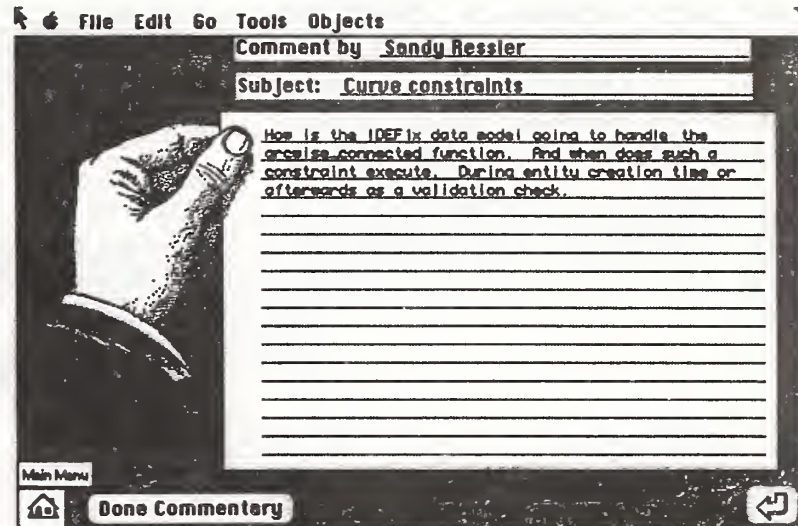 File Edit Go Tools Objects
Comment by Sandy Ressler
Subject: Curve constraints
How is the IDEF1x data model going to handle the
arcwise_connected function. And when does such a
constraint execute. During entity creation time or
afterwards as a validation check.
Main Menu
Done Commentary